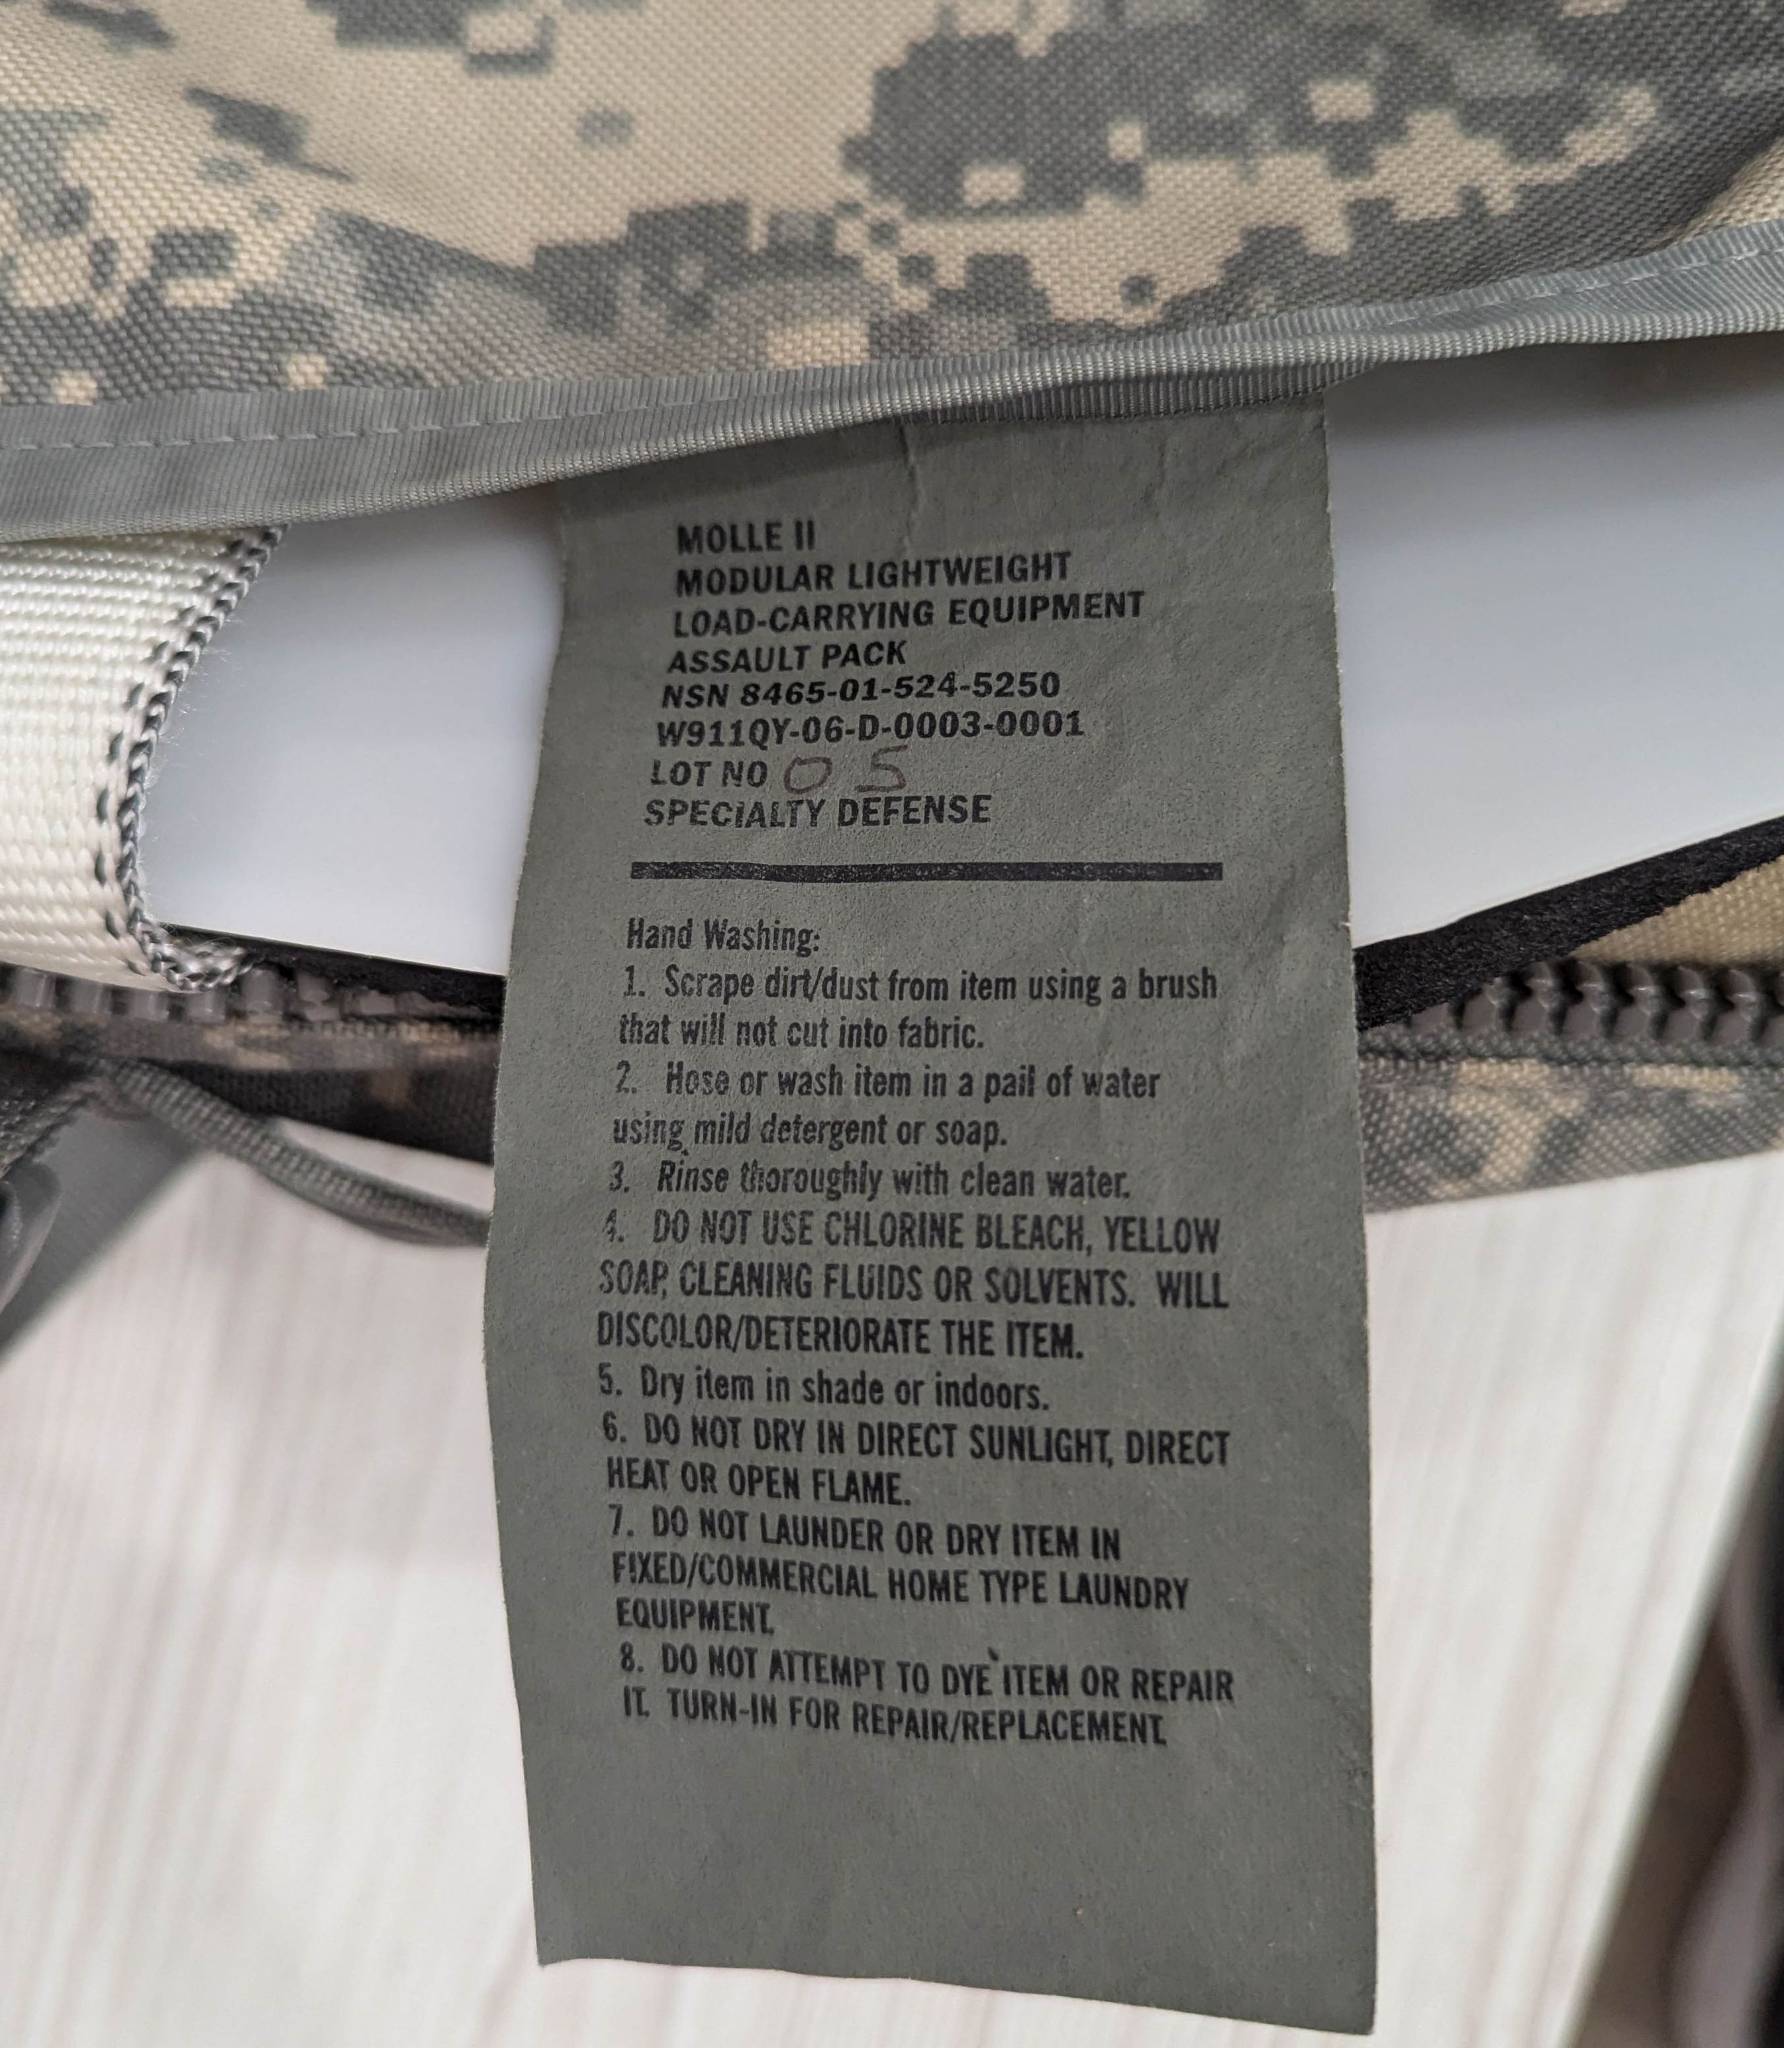 MOLLE II
MODULAR LIGHTWEIGHT
LOAD-CARRYING EQUIPMENT
ASSAULT PACK
NSN 8465-01-524-5250
W911QY-06-D-0003-0001
LOT NO 05
SPECIALTY DEFENSE
Hand Washing:
1. Scrape dirt/dust from item using a brush
that will not cut into fabric.
2. Hose or wash item in a pail of water
using mild detergent or soap.
3. Rinse thoroughly with clean water.
4. DO NOT USE CHLORINE BLEACH, YELLOW
SOAP, CLEANING FLUIDS OR SOLVENTS. WILL
DISCOLOR/DETERIORATE THE ITEM.
5. Dry item in shade or indoors.
6. DO NOT DRY IN DIRECT SUNLIGHT, DIRECT
HEAT OR OPEN FLAME.
7. DO NOT LAUNDER OR DRY ITEM IN
FIXED/COMMERCIAL HOME TYPE LAUNDRY
EQUIPMENT.
8. DO NOT ATTEMPT TO DYE ITEM OR REPAIR
IT. TURN-IN FOR REPAIR/REPLACEMENT.